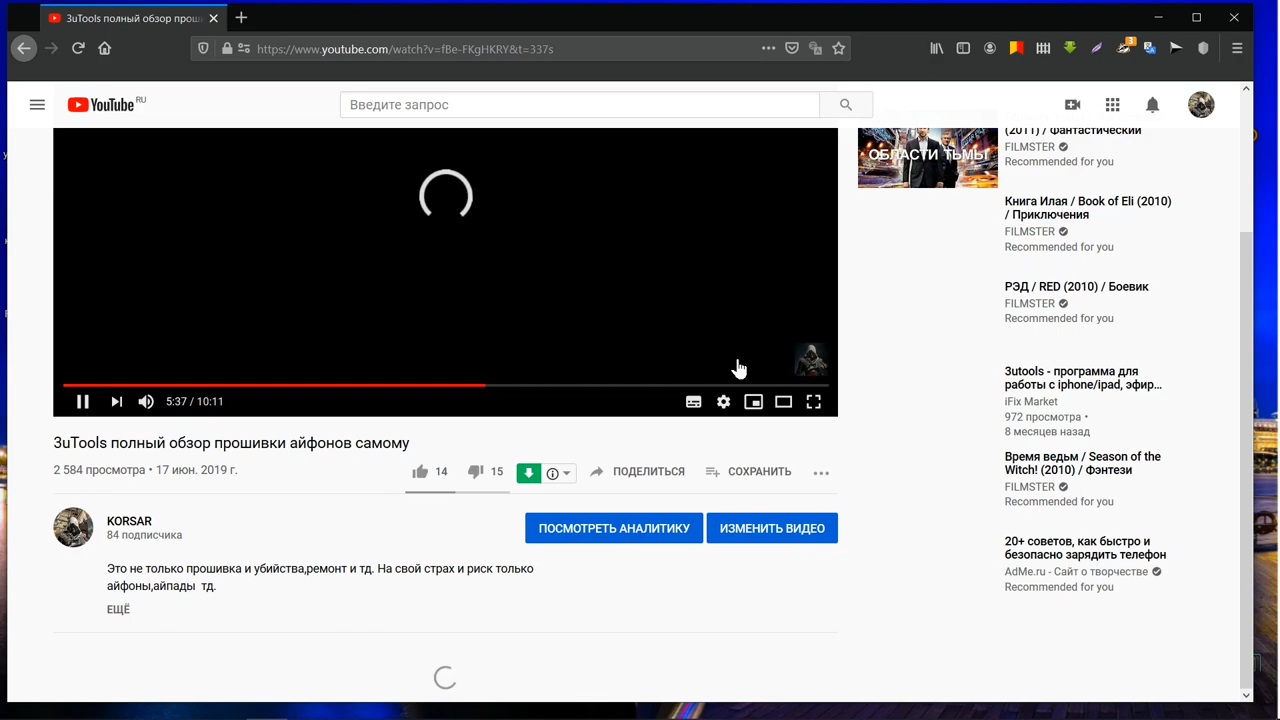 3uTools полный обзор прош
https://www.youtube.com/watch?v=fBe-FKgHKRY&t=337s
3
YouTube RU
Введите запрос
ОБЛАСТИ ТЬМЫ
(2011) / Фантастический
FILMSTER
Recommended for you
Книга Илая / Book of Eli (2010)
/ Приключения
FILMSTER
Recommended for you
РЭД / RED (2010) / Боевик
FILMSTER
Recommended for you
3utools - программа для
работы с iphone/ipad, эфир...
iFix Market
972 просмотра •
8 месяцев назад
Время ведьм / Season of the
Witch! (2010) / Фэнтези
FILMSTER
Recommended for you
20+ советов, как быстро и
безопасно зарядить телефон
AdMe.ru - Сайт о творчестве
Recommended for you
5:37 / 10:11
3uTools полный обзор прошивки айфонов самому
2 584 просмотра • 17 июн. 2019 г.
14
15
ПОДЕЛИТЬСЯ
СОХРАНИТЬ
KORSAR
84 подписчика
ПОСМОТРЕТЬ АНАЛИТИКУ
ИЗМЕНИТЬ ВИДЕО
Это не только прошивка и убийства,ремонт и тд. На свой страх и риск только
айфоны,айпады тд.
ЕЩЁ